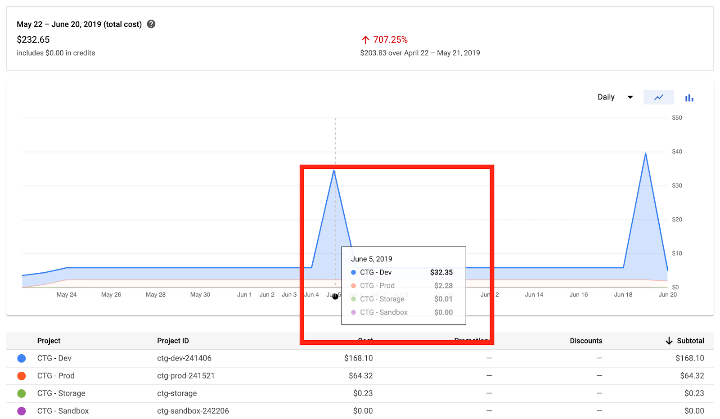 May 22 – June 20, 2019 (total cost)
$232.65
707.25%
includes $0.00 in credits
$203.83 over April 22 – May 21, 2019
Daily
$50
$40
$30
$20
$10
$0
June 5, 2019
CTG - Dev $32.35
CTG - Prod $2.28
CTG - Storage $0.01
CTG - Sandbox $0.00
May 24 May 26 May 28 May 30 Jun 1 Jun 2 Jun 3 Jun 4 Jun 14 Jun 16 Jun 18 Jun 20
Project Project ID Cost Discounts Subtotal
CTG - Dev ctg-dev-241406 $168.10 — — $168.10
CTG - Prod ctg-prod-241521 $64.32 — — $64.32
CTG - Storage ctg-storage $0.23 — — $0.23
CTG - Sandbox ctg-sandbox-242206 $0.00 — — $0.00